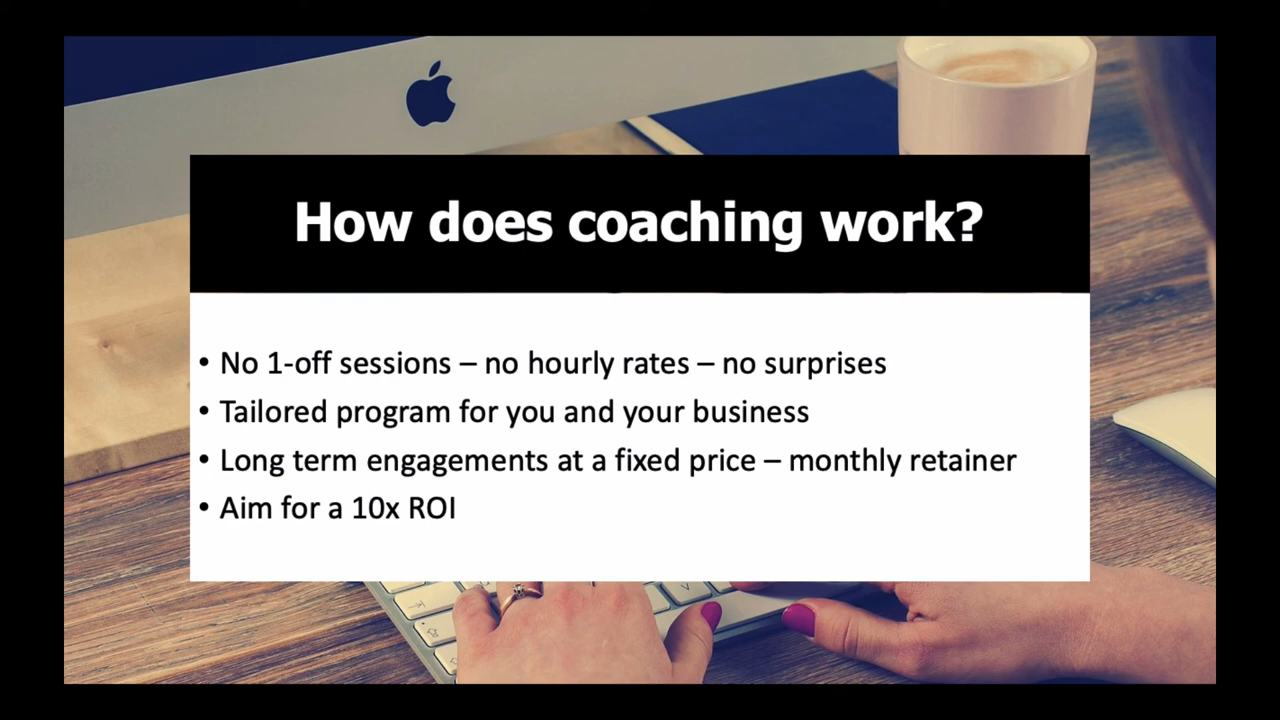 How does coaching work?
• No 1-off sessions – no hourly rates – no surprises
• Tailored program for you and your business
• Long term engagements at a fixed price – monthly retainer
• Aim for a 10x ROI